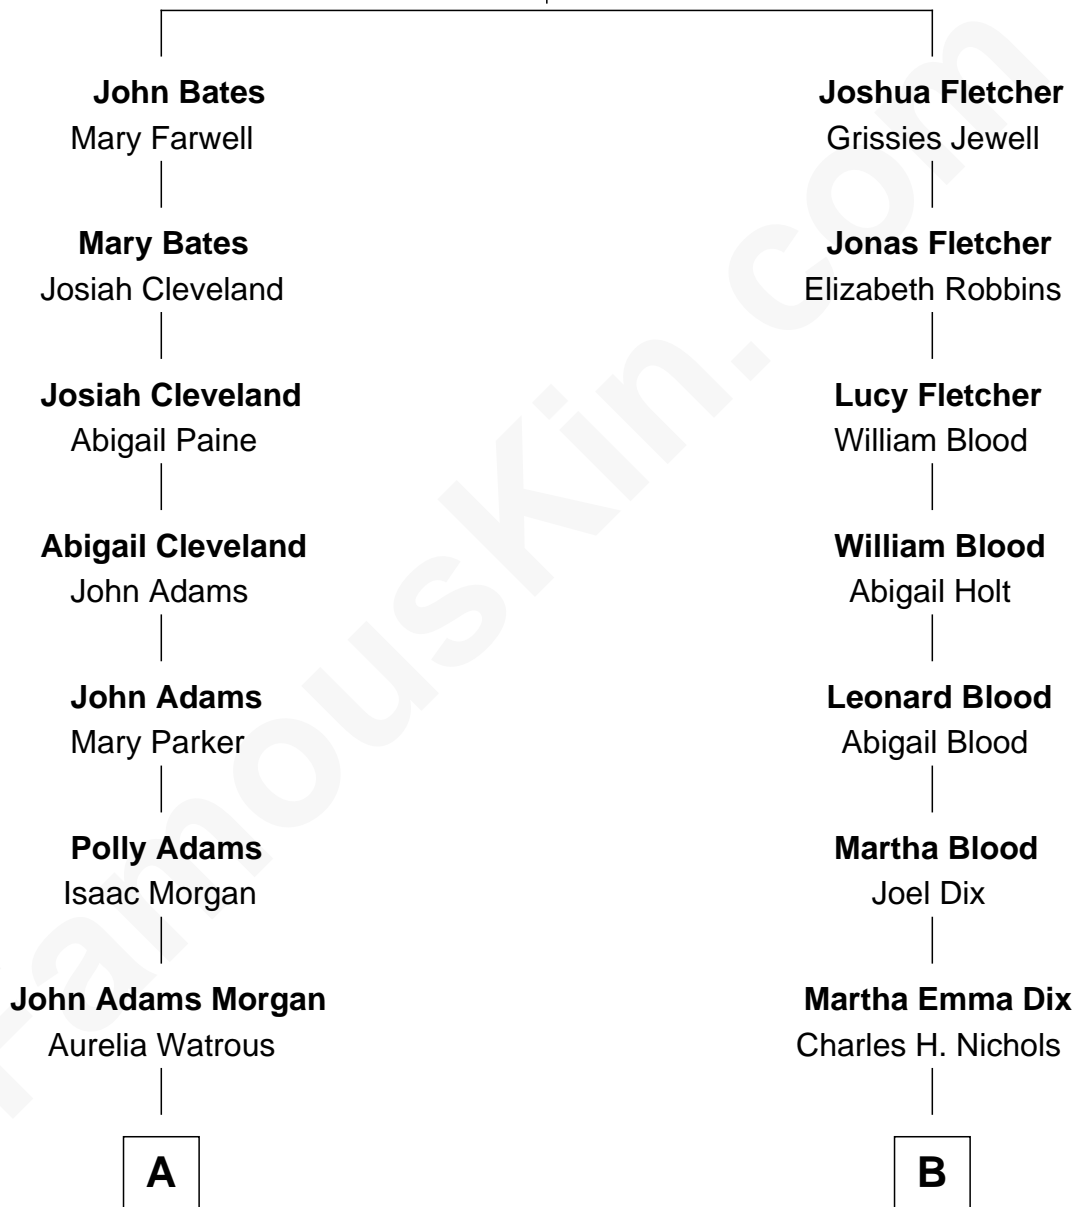 John Bates
Mary Farwell
Mary Bates
Josiah Cleveland
Josiah Cleveland
Abigail Paine
Abigail Cleveland
John Adams
John Adams
Mary Parker
Polly Adams
Isaac Morgan
John Adams Morgan
Aurelia Watrous
A
Joshua Fletcher
Grissies Jewell
Jonas Fletcher
Elizabeth Robbins
Lucy Fletcher
William Blood
William Blood
Abigail Holt
Leonard Blood
Abigail Blood
Martha Blood
Joel Dix
Martha Emma Dix
Charles H. Nichols
B
FamousKin.com